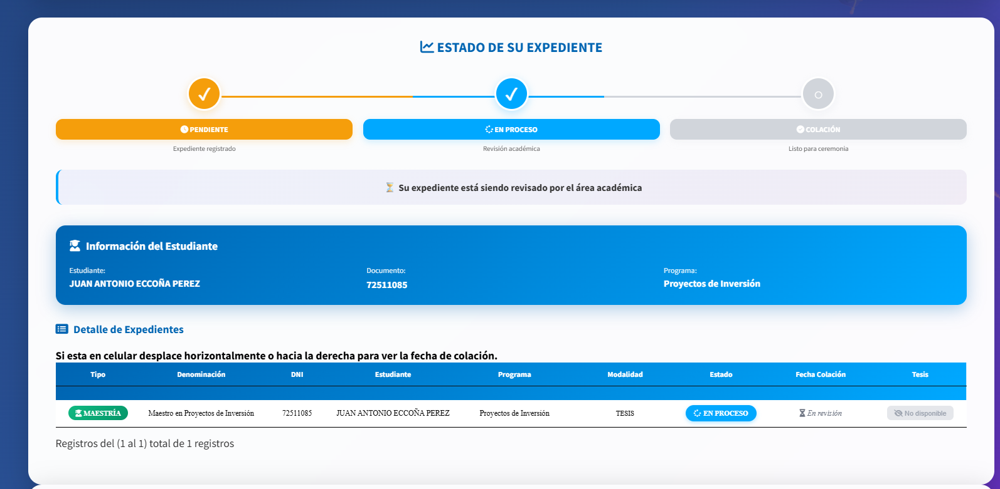 ESTADO DE SU EXPEDIENTE
PENDIENTE
EN PROCESO
COLACIÓN
Expediente registrado
Revisión académica
Listo para ceremonia
Su expediente está siendo revisado por el área académica
Información del Estudiante
Estudiante:
Documento:
Programa:
JUAN ANTONIO ECCOÑA PEREZ
72511085
Proyectos de Inversión
Detalle de Expedientes
Si esta en celular desplace horizontalmente o hacia la derecha para ver la fecha de colación.
Tipo Denominación DNI Estudiante Programa Modalidad Estado Fecha Colación Tesis
MAESTRÍA Maestro en Proyectos de Inversión 72511085 JUAN ANTONIO ECCOÑA PEREZ Proyectos de Inversión TESIS EN PROCESO En revisión No disponible
Registros del (1 al 1) total de 1 registros